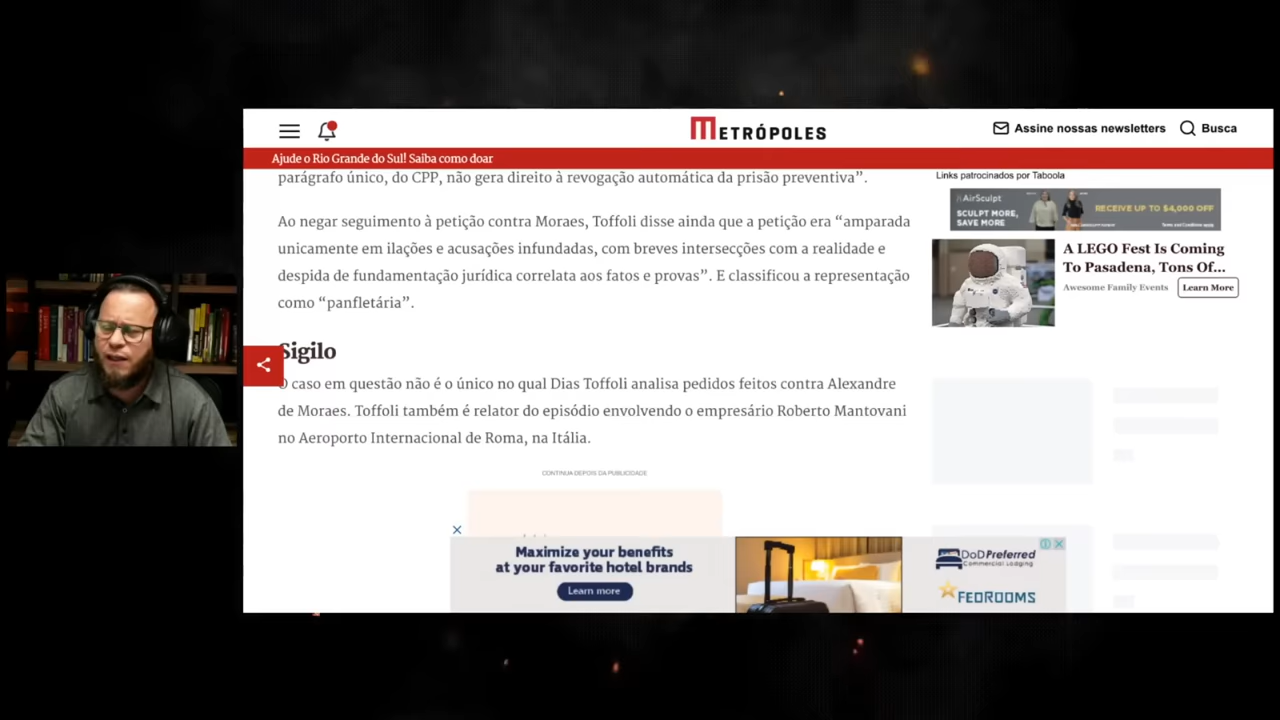 METRÓPOLES
Assine nossas newsletters
Busca
Ajude o Rio Grande do Sul! Saiba como doar
parágrafo único, do CPP, não gera direito à revogação automática da prisão preventiva”.
Ao negar seguimento à petição contra Moraes, Toffoli disse ainda que a petição era “amparada
unicamente em ilações e acusações infundadas, com breves intersecções com a realidade e
despida de fundamentação jurídica correlata aos fatos e provas”. E classificou a representação
como “panfletária”.
Sigilo
O caso em questão não é o único no qual Dias Toffoli analisa pedidos feitos contra Alexandre
de Moraes. Toffoli também é relator do episódio envolvendo o empresário Roberto Mantovani
no Aeroporto Internacional de Roma, na Itália.
CONTINUA DEPOIS DA PUBLICIDADE
Maximize your benefits
at your favorite hotel brands
Learn more
DoDPreferred
Commercial Lodging
FEDROOMS
Links patrocinados por Taboola
AirSculpt
SCULPT MORE,
SAVE MORE
RECEIVE UP TO $4,000 OFF
A LEGO Fest Is Coming
To Pasadena, Tons Of...
Awesome Family Events
Learn More